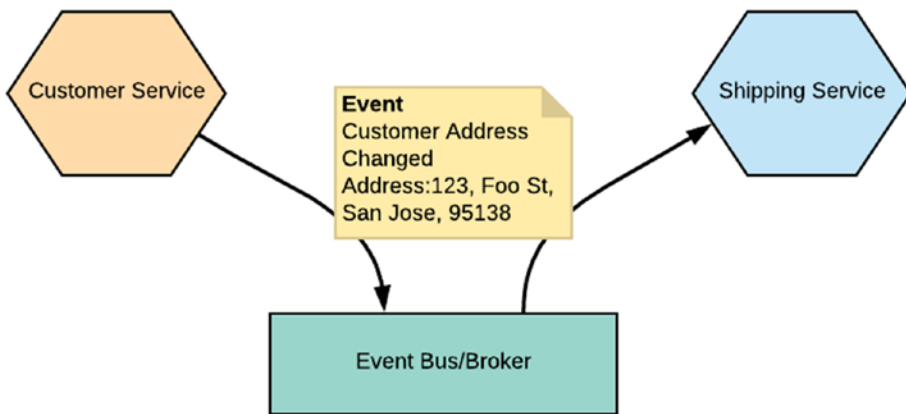 Customer Service
Shipping Service
Event
Customer Address
Changed
Address:123, Foo St,
San Jose, 95138
Event Bus/Broker